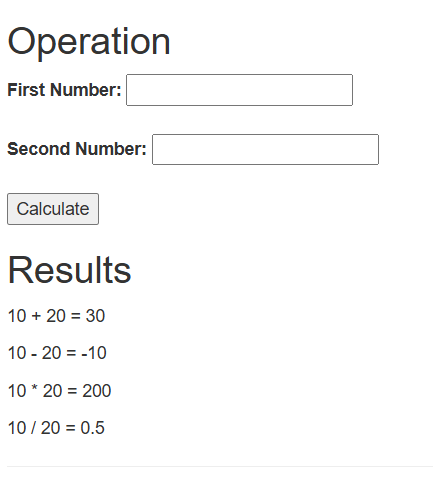 Operation
First Number:
Second Number:
Calculate
Results
10 + 20 = 30
10 - 20 = -10
10 * 20 = 200
10 / 20 = 0.5